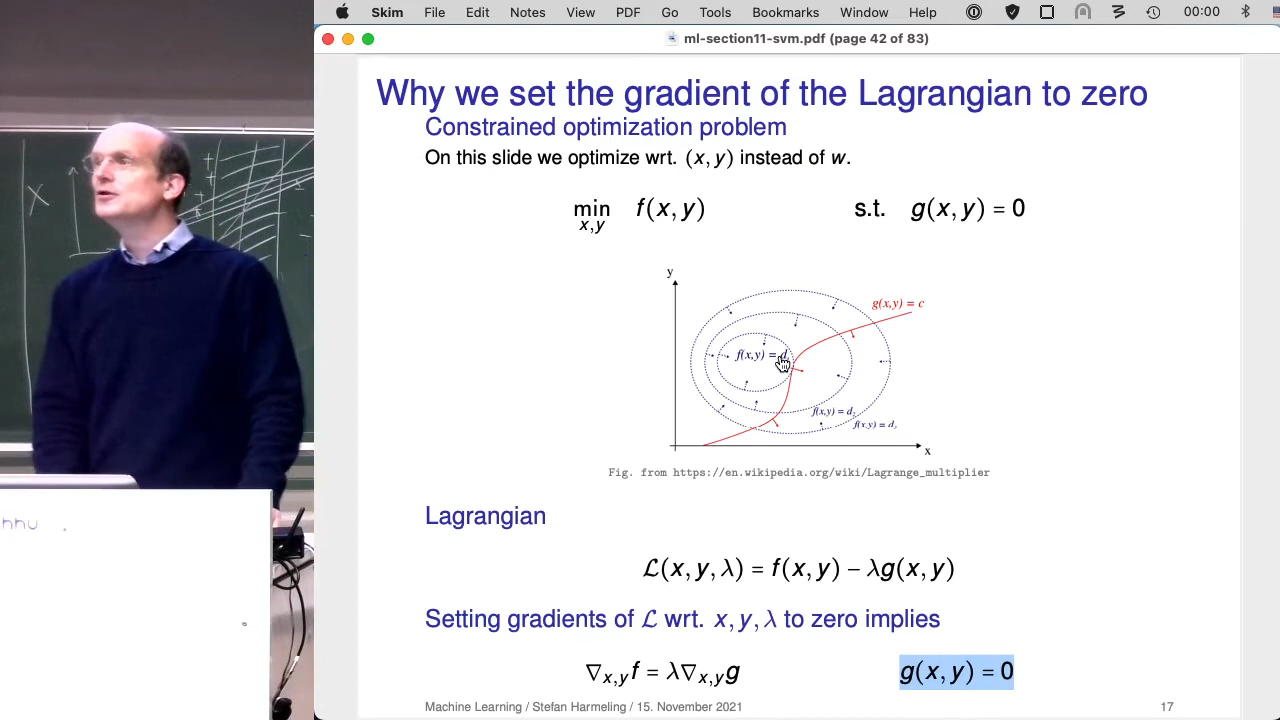 Skim File Edit Notes View PDF Go Tools Bookmarks Window Help 00:00
ml-section11-svm.pdf (page 42 of 83)
Why we set the gradient of the Lagrangian to zero
Constrained optimization problem
On this slide we optimize wrt. (x, y) instead of w.
min f(x, y) s.t. g(x, y) = 0
x,y
y
g(x,y) = c
f(x,y) = d
f(x,y) = d₂
f(x,y) = d₃
x
Fig. from https://en.wikipedia.org/wiki/Lagrange_multiplier
Lagrangian
ℒ(x, y, λ) = f(x, y) − λg(x, y)
Setting gradients of ℒ wrt. x, y, λ to zero implies
∇x,y f = λ∇x,y g g(x, y) = 0
Machine Learning / Stefan Harmeling / 15. November 2021 17
X
hhu